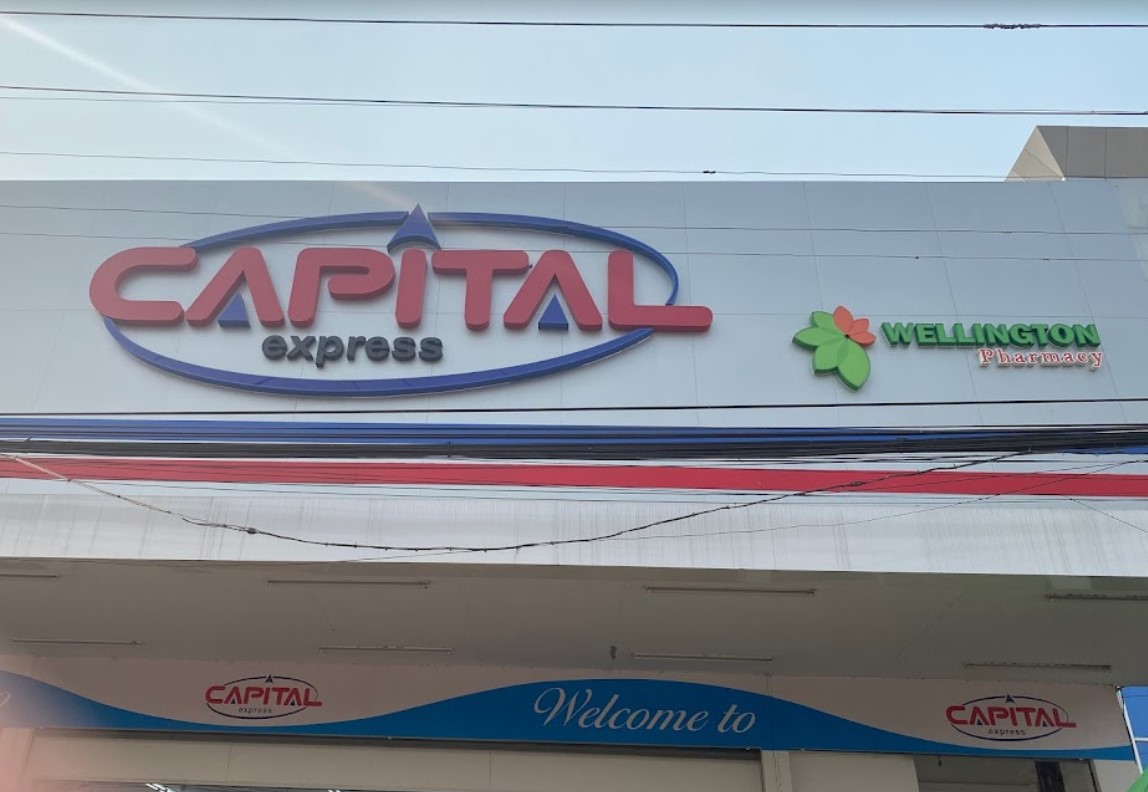 CAPITAL
express
WELLINGTON
Pharmacy
CAPITAL
express
Welcome to
CAPITAL
express